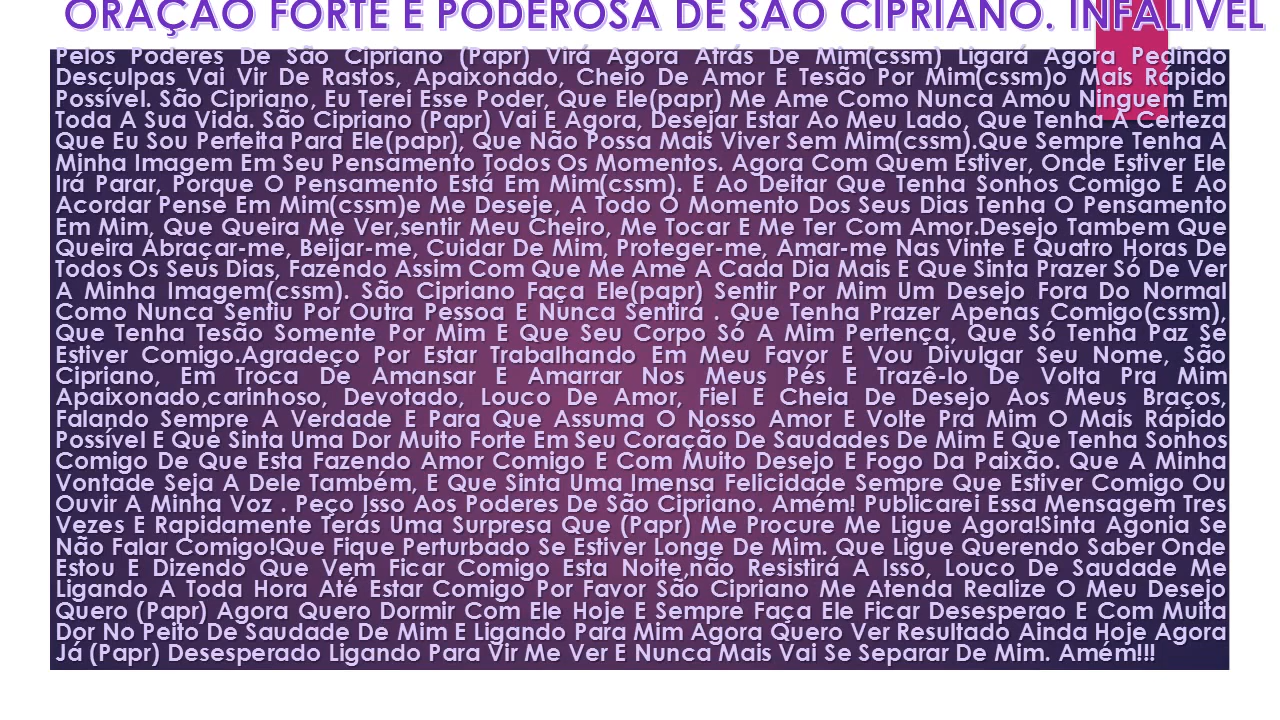 ORAÇÃO FORTE E PODEROSA DE SÃO CIPRIANO. INFALÍVEL
Pelos Poderes De São Cipriano (Papr) Virá Agora Atrás De Mim(cssm) Ligará Agora Pedindo
Desculpas Vai Vir De Rastos, Apaixonado, Cheio De Amor E Tesão Por Mim(cssm)o Mais Rápido
Possível. São Cipriano, Eu Terei Esse Poder, Que Ele(papr) Me Ame Como Nunca Amou Ninguem Em
Toda A Sua Vida. São Cipriano (Papr) Vai E Agora, Desejar Estar Ao Meu Lado, Que Tenha A Certeza
Que Eu Sou Perfeita Para Ele(papr), Que Não Possa Mais Viver Sem Mim(cssm).Que Sempre Tenha A
Minha Imagem Em Seu Pensamento Todos Os Momentos. Agora Com Quem Estiver, Onde Estiver Ele
Irá Parar, Porque O Pensamento Está Em Mim(cssm). E Ao Deitar Que Tenha Sonhos Comigo E Ao
Acordar Pense Em Mim(cssm)e Me Deseje, A Todo O Momento Dos Seus Dias Tenha O Pensamento
Em Mim, Que Queira Me Ver,sentir Meu Cheiro, Me Tocar E Me Ter Com Amor.Desejo Tambem Que
Queira Abraçar-me, Beijar-me, Cuidar De Mim, Proteger-me, Amar-me Nas Vinte E Quatro Horas De
Todos Os Seus Dias, Fazendo Assim Com Que Me Ame A Cada Dia Mais E Que Sinta Prazer Só De Ver
A Minha Imagem(cssm). São Cipriano Faça Ele(papr) Sentir Por Mim Um Desejo Fora Do Normal
Como Nunca Sentiu Por Outra Pessoa E Nunca Sentira . Que Tenha Prazer Apenas Comigo(cssm),
Que Tenha Tesão Somente Por Mim E Que Seu Corpo Só A Mim Pertença, Que Só Tenha Paz Se
Estiver Comigo.Agradeço Por Estar Trabalhando Em Meu Favor E Vou Divulgar Seu Nome, São
Cipriano, Em Troca De Amansar E Amarrar Nos Meus Pés E Trazê-lo De Volta Pra Mim
Apaixonado,carinhoso, Devotado, Louco De Amor, Fiel E Cheia De Desejo Aos Meus Braços,
Falando Sempre A Verdade E Para Que Assuma O Nosso Amor E Volte Pra Mim O Mais Rápido
Possível E Que Sinta Uma Dor Muito Forte Em Seu Coração De Saudades De Mim E Que Tenha Sonhos
Comigo De Que Esta Fazendo Amor Comigo E Com Muito Desejo E Fogo Da Paixão. Que A Minha
Vontade Seja A Dele Também, E Que Sinta Uma Imensa Felicidade Sempre Que Estiver Comigo Ou
Ouvir A Minha Voz . Peço Isso Aos Poderes De São Cipriano. Amém! Publicarei Essa Mensagem Tres
Vezes E Rapidamente Terás Uma Surpresa Que (Papr) Me Procure Me Ligue Agora!Sinta Agonia Se
Não Falar Comigo!Que Fique Perturbado Se Estiver Longe De Mim. Que Ligue Querendo Saber Onde
Estou E Dizendo Que Vem Ficar Comigo Esta Noite,não Resistirá A Isso, Louco De Saudade Me
Ligando A Toda Hora Até Estar Comigo Por Favor São Cipriano Me Atenda Realize O Meu Desejo
Quero (Papr) Agora Quero Dormir Com Ele Hoje E Sempre Faça Ele Ficar Desesperao E Com Muita
Dor No Peito De Saudade De Mim E Ligando Para Mim Agora Quero Ver Resultado Ainda Hoje Agora
Já (Papr) Desesperado Ligando Para Vir Me Ver E Nunca Mais Vai Se Separar De Mim. Amém!!!